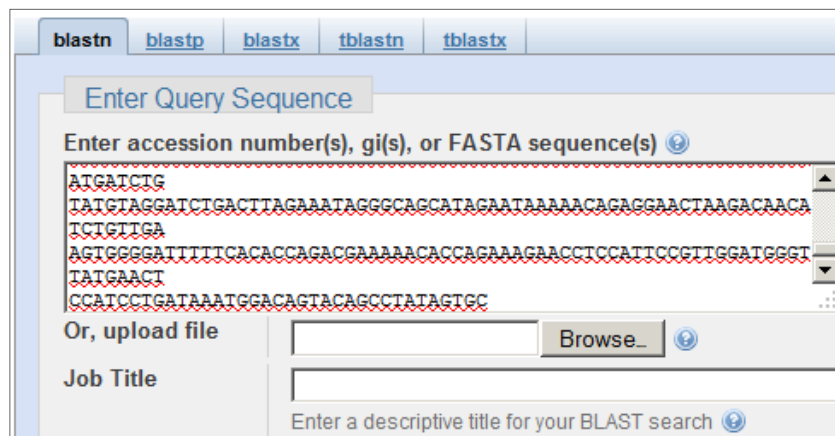 blastn blastp blastx tblastn tblastx
Enter Query Sequence
Enter accession number(s), gi(s), or FASTA sequence(s)
ATGATCTG
TATGTAGGATCTGACTTAGAAATAGGGCAGCATAGAATAAAAACAGAGGAACTAAGACAACA
TCTGTTGA
AGTGGGGATTTTTCACACCAGACGAAAAACACCAGAAAGAACCTCCATTCCGTTGGATGGGT
TATGAACT
CCATCCTGATAAATGGACAGTACAGCCTATAGTGC
Or, upload file Browse…
Job Title
Enter a descriptive title for your BLAST search